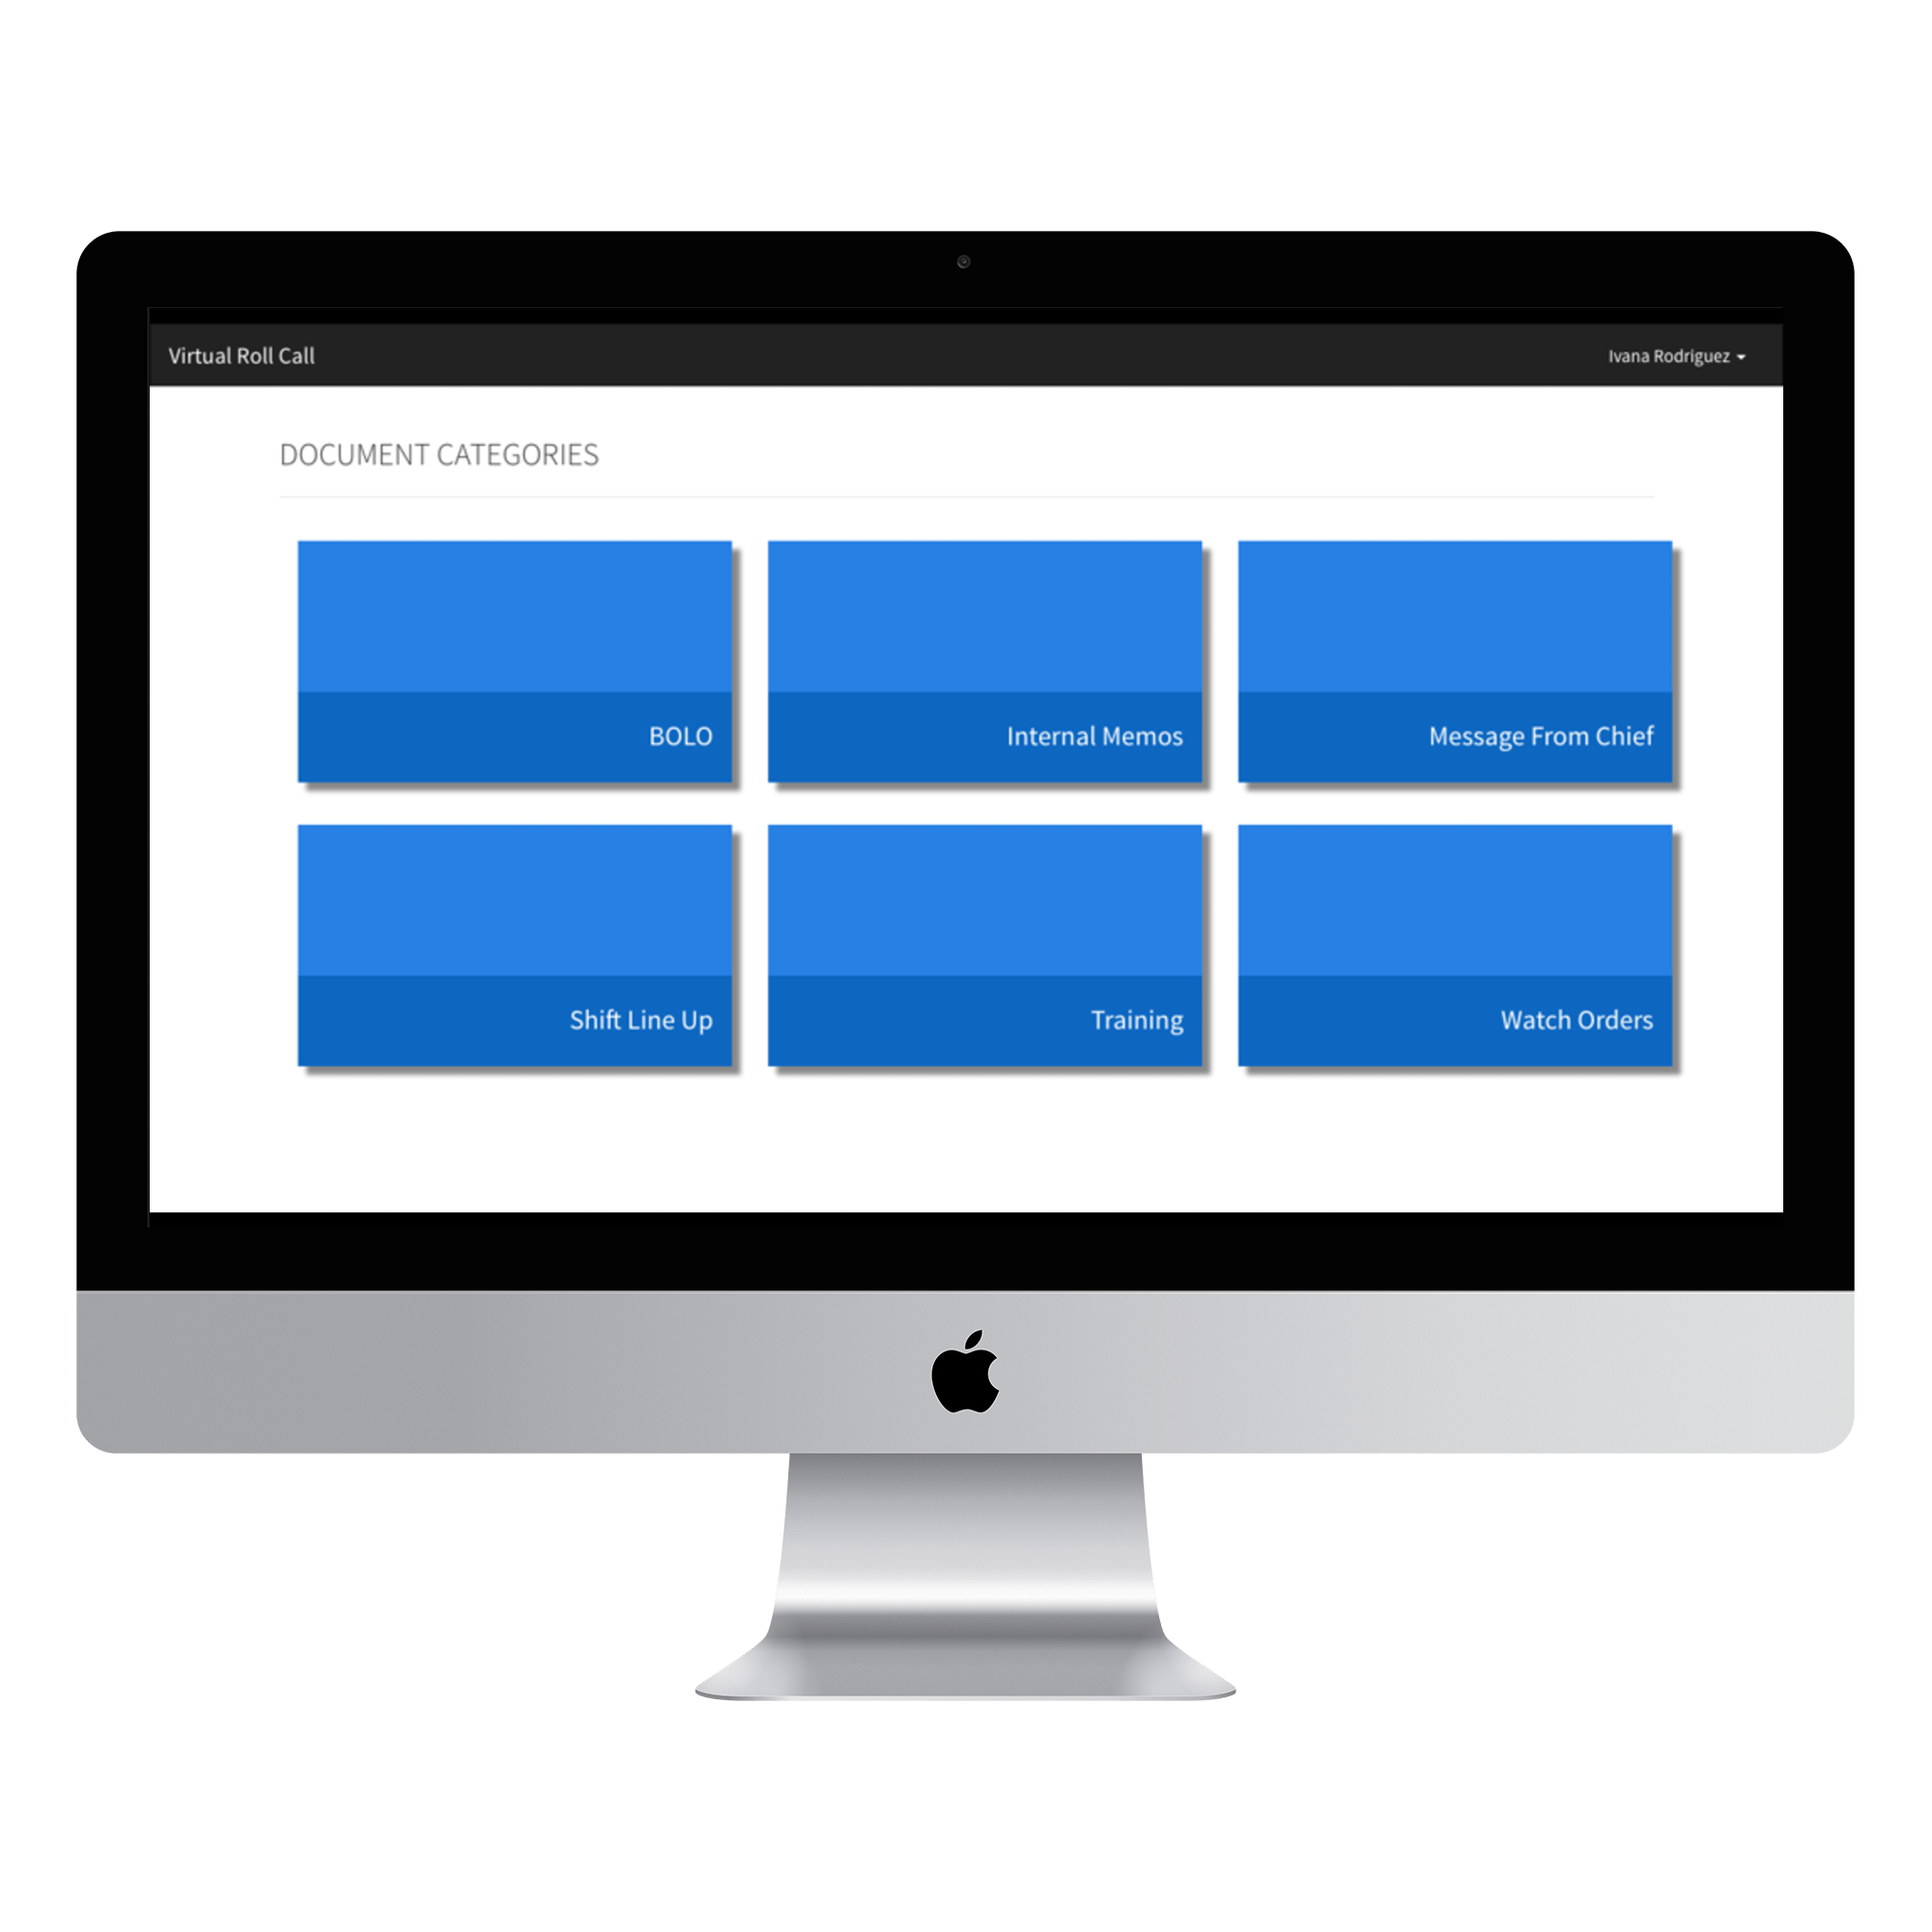 Virtual Roll Call
Ivana Rodriguez
DOCUMENT CATEGORIES
BOLO
Internal Memos
Message From Chief
Shift Line Up
Training
Watch Orders